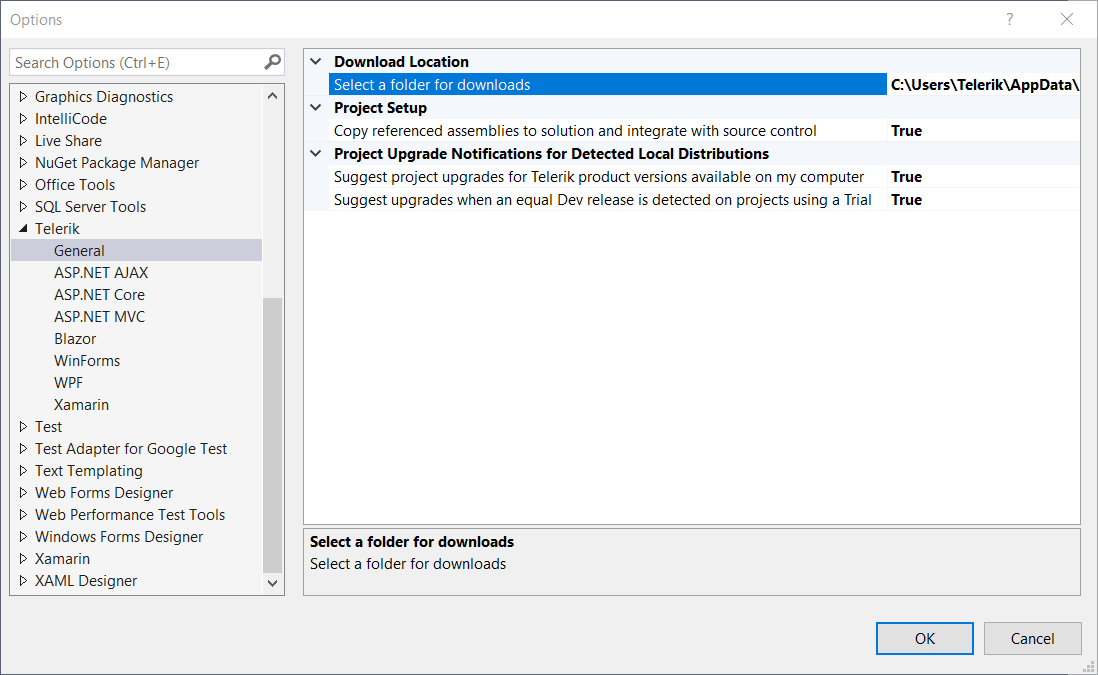 Options
?
Search Options (Ctrl+E)
Graphics Diagnostics
IntelliCode
Live Share
NuGet Package Manager
Office Tools
SQL Server Tools
Telerik
General
ASP.NET AJAX
ASP.NET Core
ASP.NET MVC
Blazor
WinForms
WPF
Xamarin
Test
Test Adapter for Google Test
Text Templating
Web Forms Designer
Web Performance Test Tools
Windows Forms Designer
Xamarin
XAML Designer
Download Location
Select a folder for downloads C:\Users\Telerik\AppData\
Project Setup
Copy referenced assemblies to solution and integrate with source control True
Project Upgrade Notifications for Detected Local Distributions
Suggest project upgrades for Telerik product versions available on my computer True
Suggest upgrades when an equal Dev release is detected on projects using a Trial True
Select a folder for downloads
Select a folder for downloads
OK Cancel